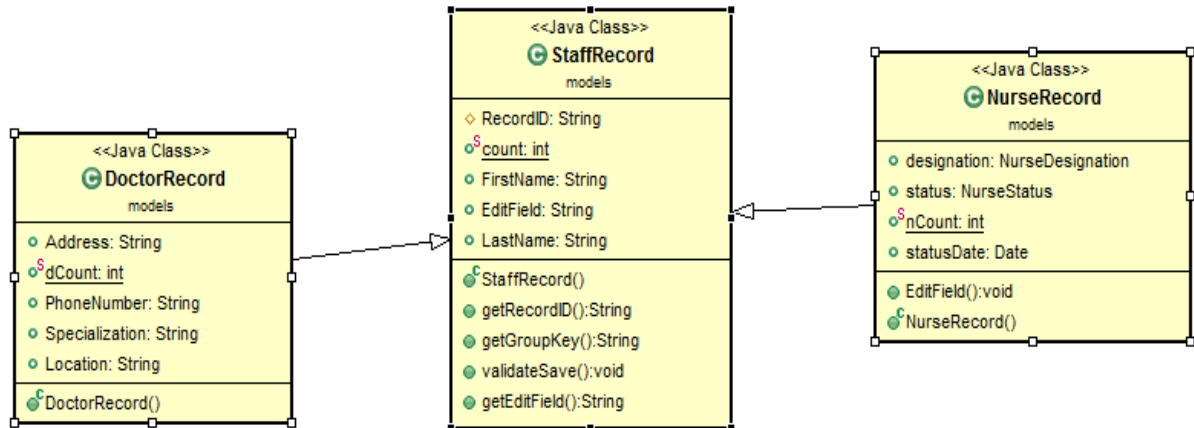 <<Java Class>>
DoctorRecord
models
Address: String
dCount: int
PhoneNumber: String
Specialization: String
Location: String
DoctorRecord()
<<Java Class>>
StaffRecord
models
RecordID: String
count: int
FirstName: String
EditField: String
LastName: String
StaffRecord()
getRecordID():String
getGroupKey():String
validateSave():void
getEditField():String
<<Java Class>>
NurseRecord
models
designation: NurseDesignation
status: NurseStatus
nCount: int
statusDate: Date
EditField():void
NurseRecord()